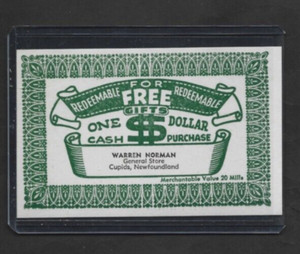 FOR
REDEEMABLE FREE REDEEMABLE
GIFTS
ONE $$ DOLLAR
CASH PURCHASE
WARREN NORMAN
General Store
Cupids, Newfoundland
Merchantable Value 20 Mills